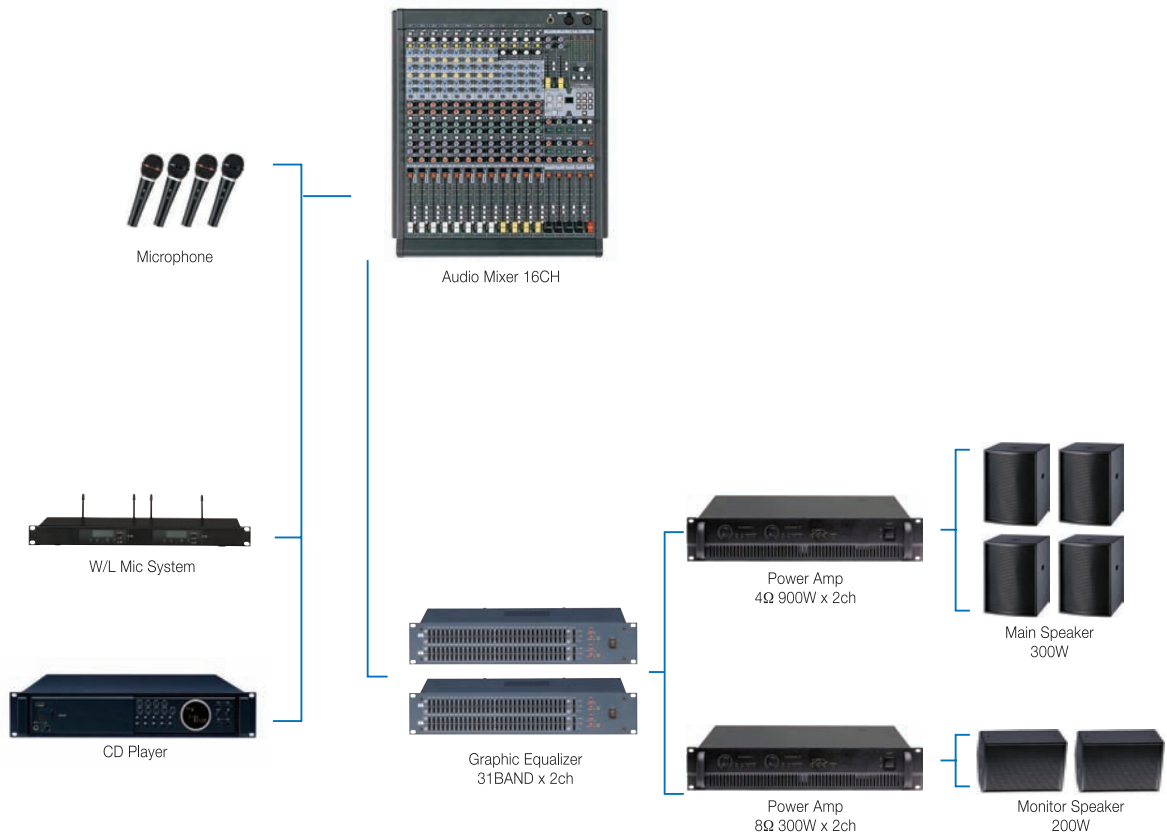 Microphone
Audio Mixer 16CH
W/L Mic System
CD Player
Graphic Equalizer
31BAND x 2ch
Power Amp
4Ω 900W x 2ch
Main Speaker
300W
Power Amp
8Ω 300W x 2ch
Monitor Speaker
200W